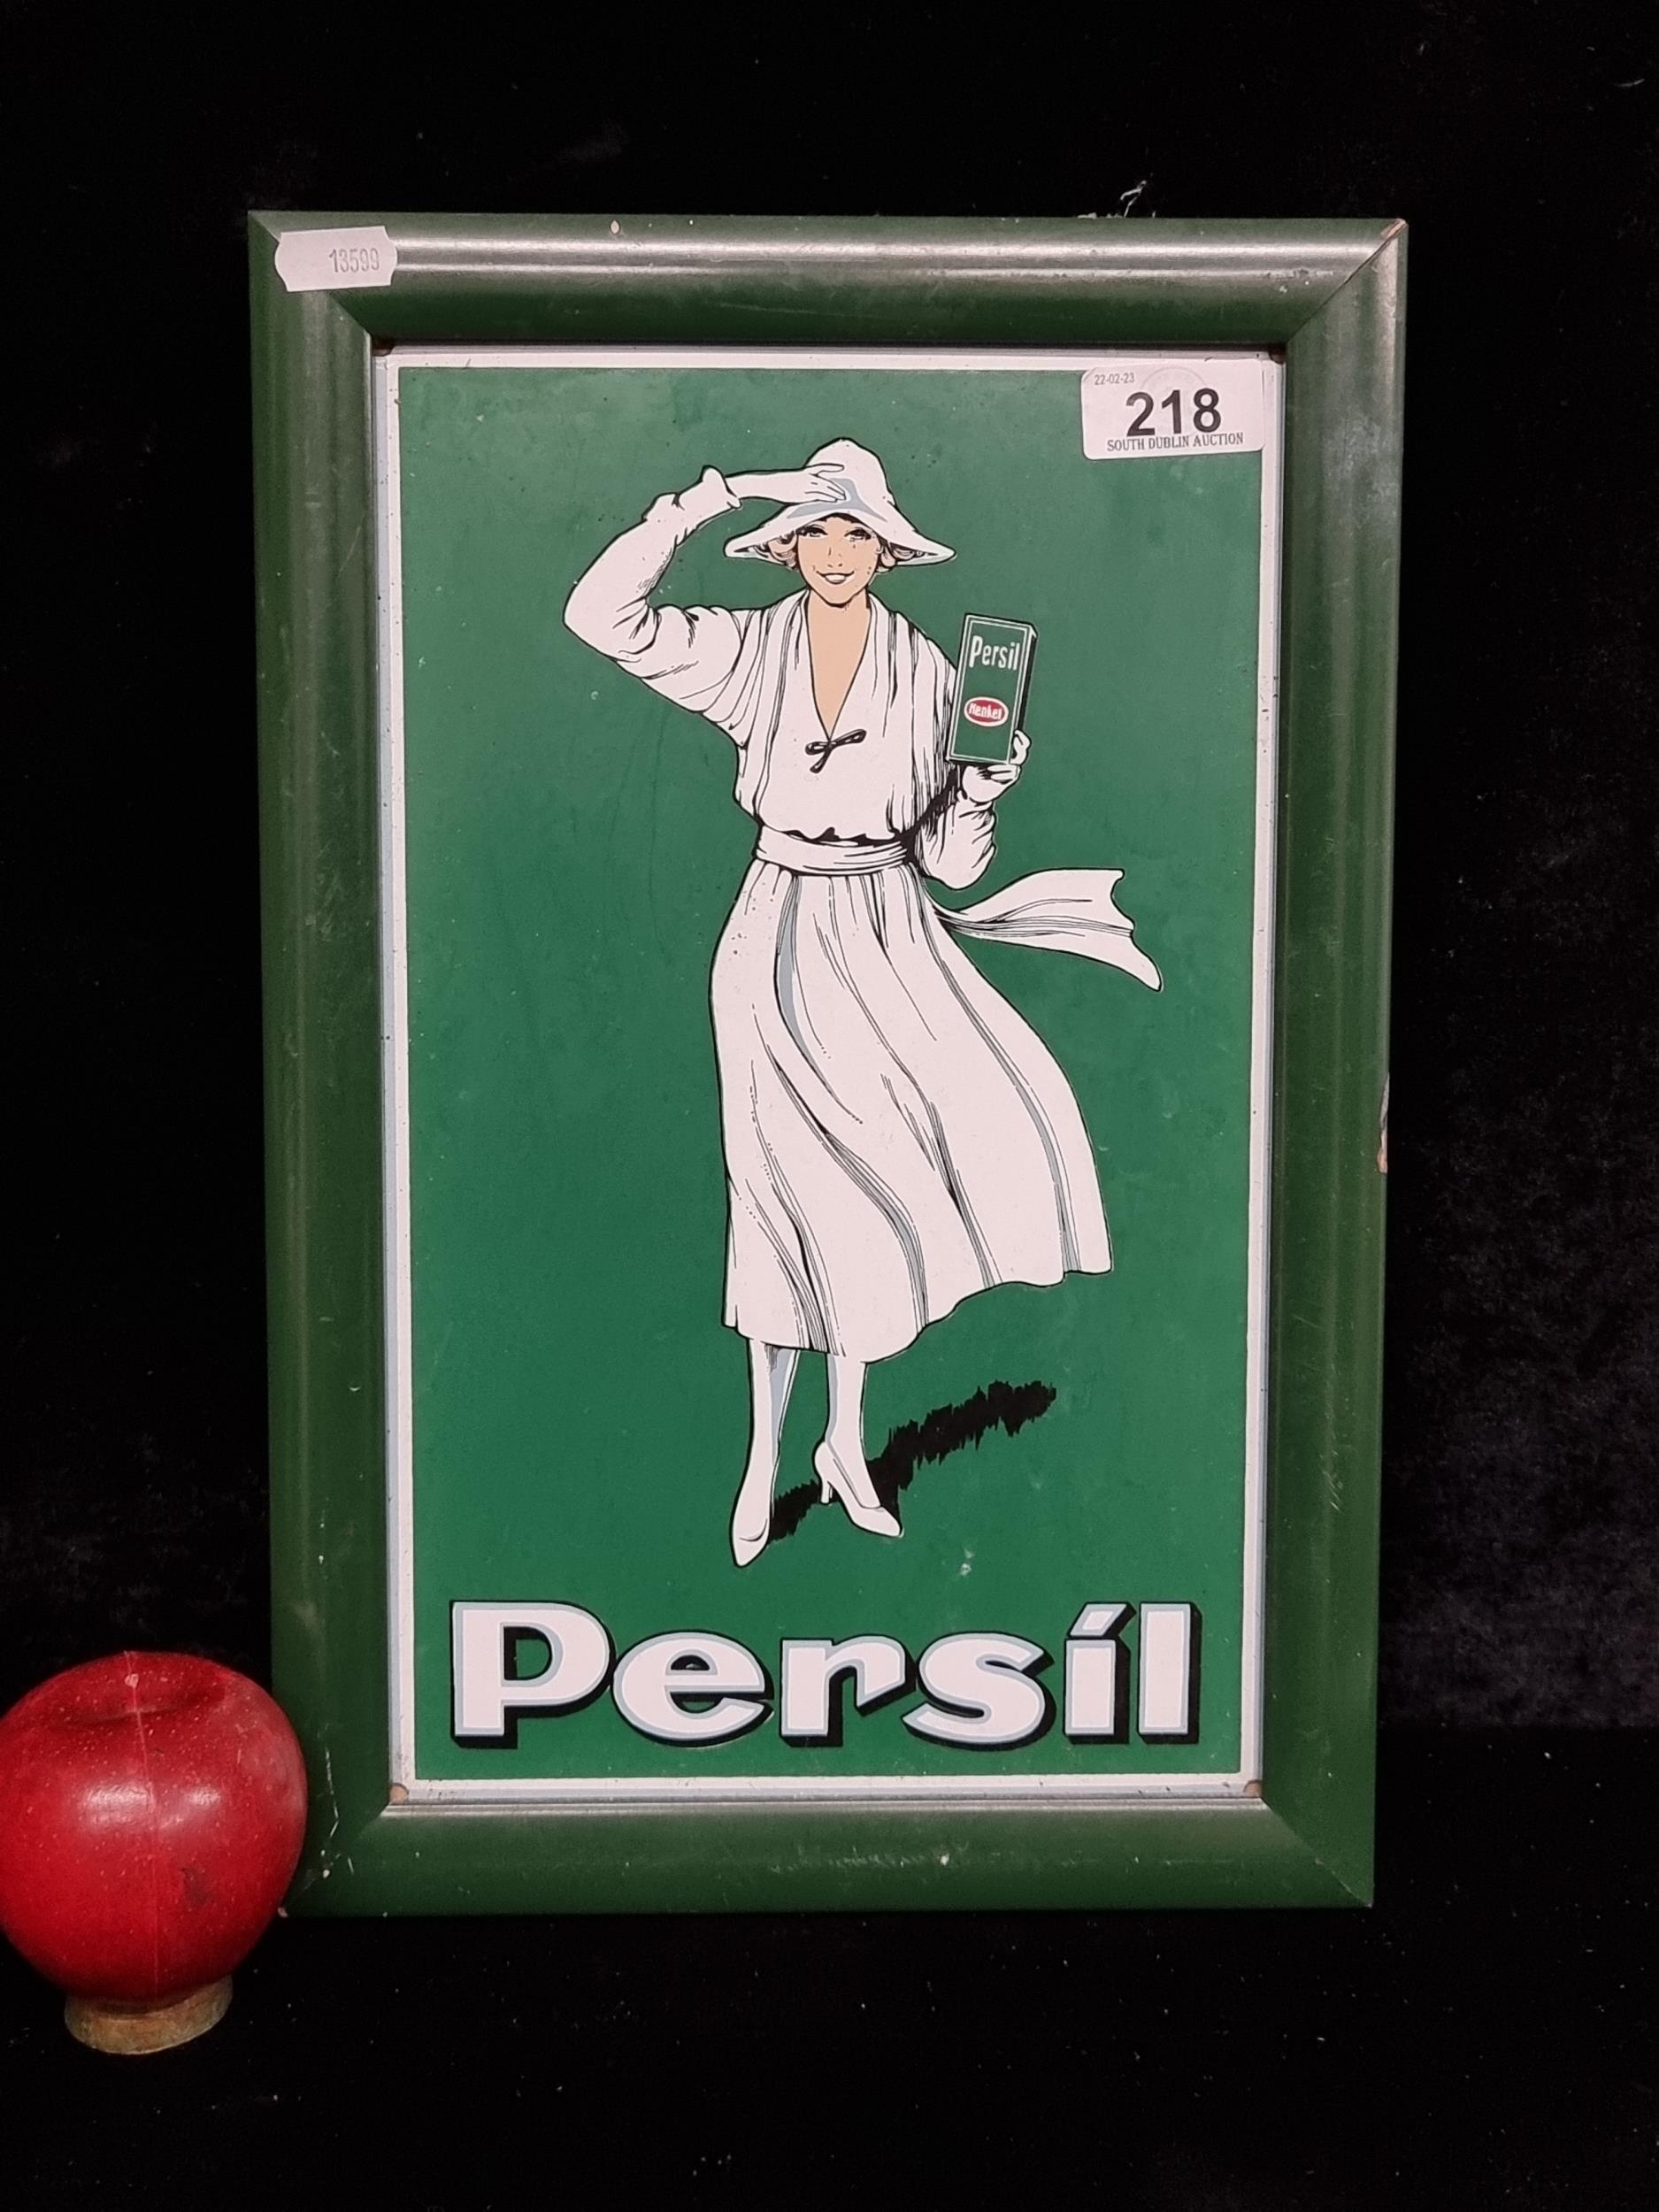 13599
22-02-23
218
SOUTH DUBLIN AUCTION
Persil
Henkel
Persíl